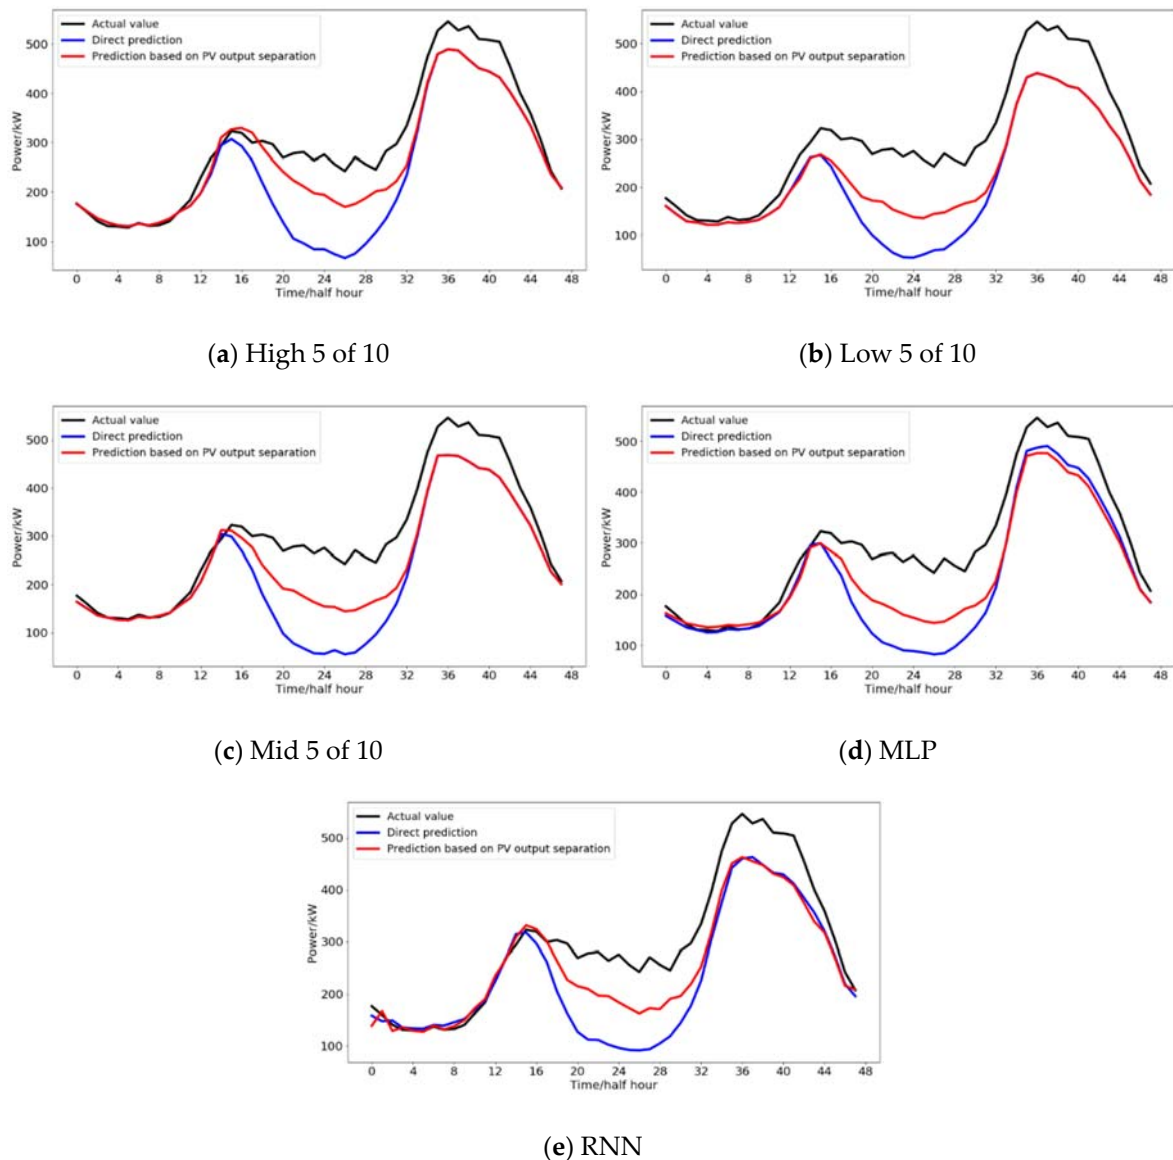 Actual value
Direct prediction
Prediction based on PV output separation
Power/kW
500
400
300
200
100
0 4 8 12 16 20 24 28 32 36 40 44 48
Time/half hour
(a) High 5 of 10
Actual value
Direct prediction
Prediction based on PV output separation
Power/kW
500
400
300
200
100
0 4 8 12 16 20 24 28 32 36 40 44 48
Time/half hour
(b) Low 5 of 10
Actual value
Direct prediction
Prediction based on PV output separation
Power/kW
500
400
300
200
100
0 4 8 12 16 20 24 28 32 36 40 44 48
Time/half hour
(c) Mid 5 of 10
Actual value
Direct prediction
Prediction based on PV output separation
Power/kW
500
400
300
200
100
0 4 8 12 16 20 24 28 32 36 40 44 48
Time/half hour
(d) MLP
Actual value
Direct prediction
Prediction based on PV output separation
Power/kW
500
400
300
200
100
0 4 8 12 16 20 24 28 32 36 40 44 48
Time/half hour
(e) RNN